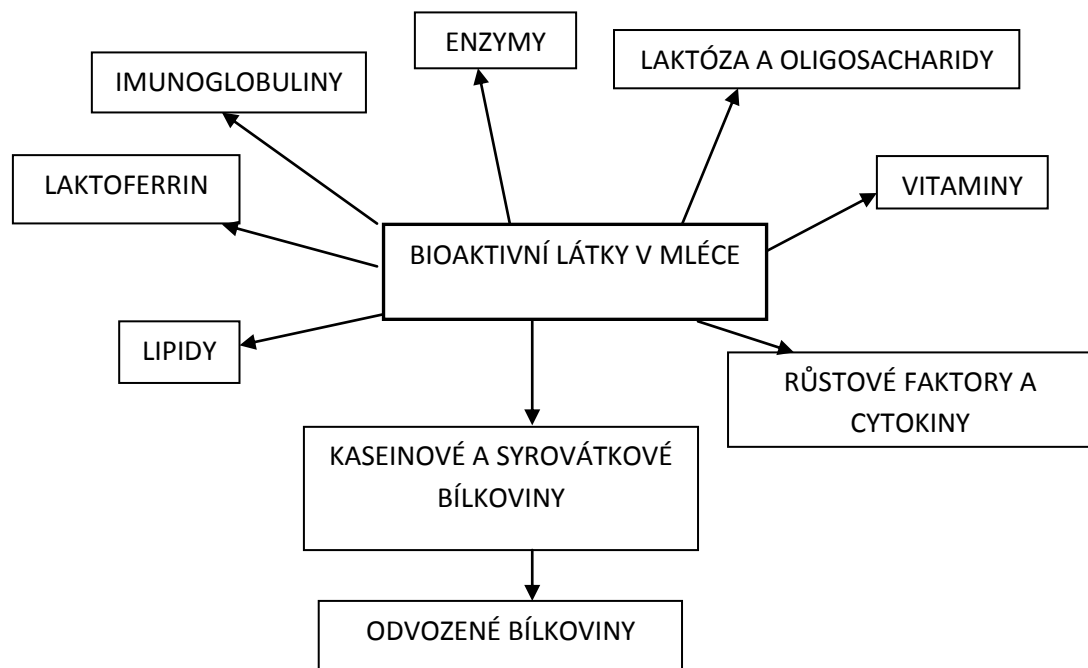 ENZYMY
LAKTÓZA A OLIGOSACHARIDY
IMUNOGLOBULINY
LAKTOFERRIN
VITAMINY
BIOAKTIVNÍ LÁTKY V MLÉCE
LIPIDY
RŮSTOVÉ FAKTORY A
CYTOKINY
KASEINOVÉ A SYROVÁTKOVÉ
BÍLKOVINY
ODVOZENÉ BÍLKOVINY